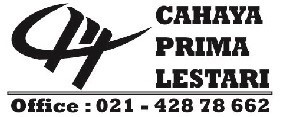 CAHAYA
PRIMA
LESTARI
Office : 021 - 428 78 662